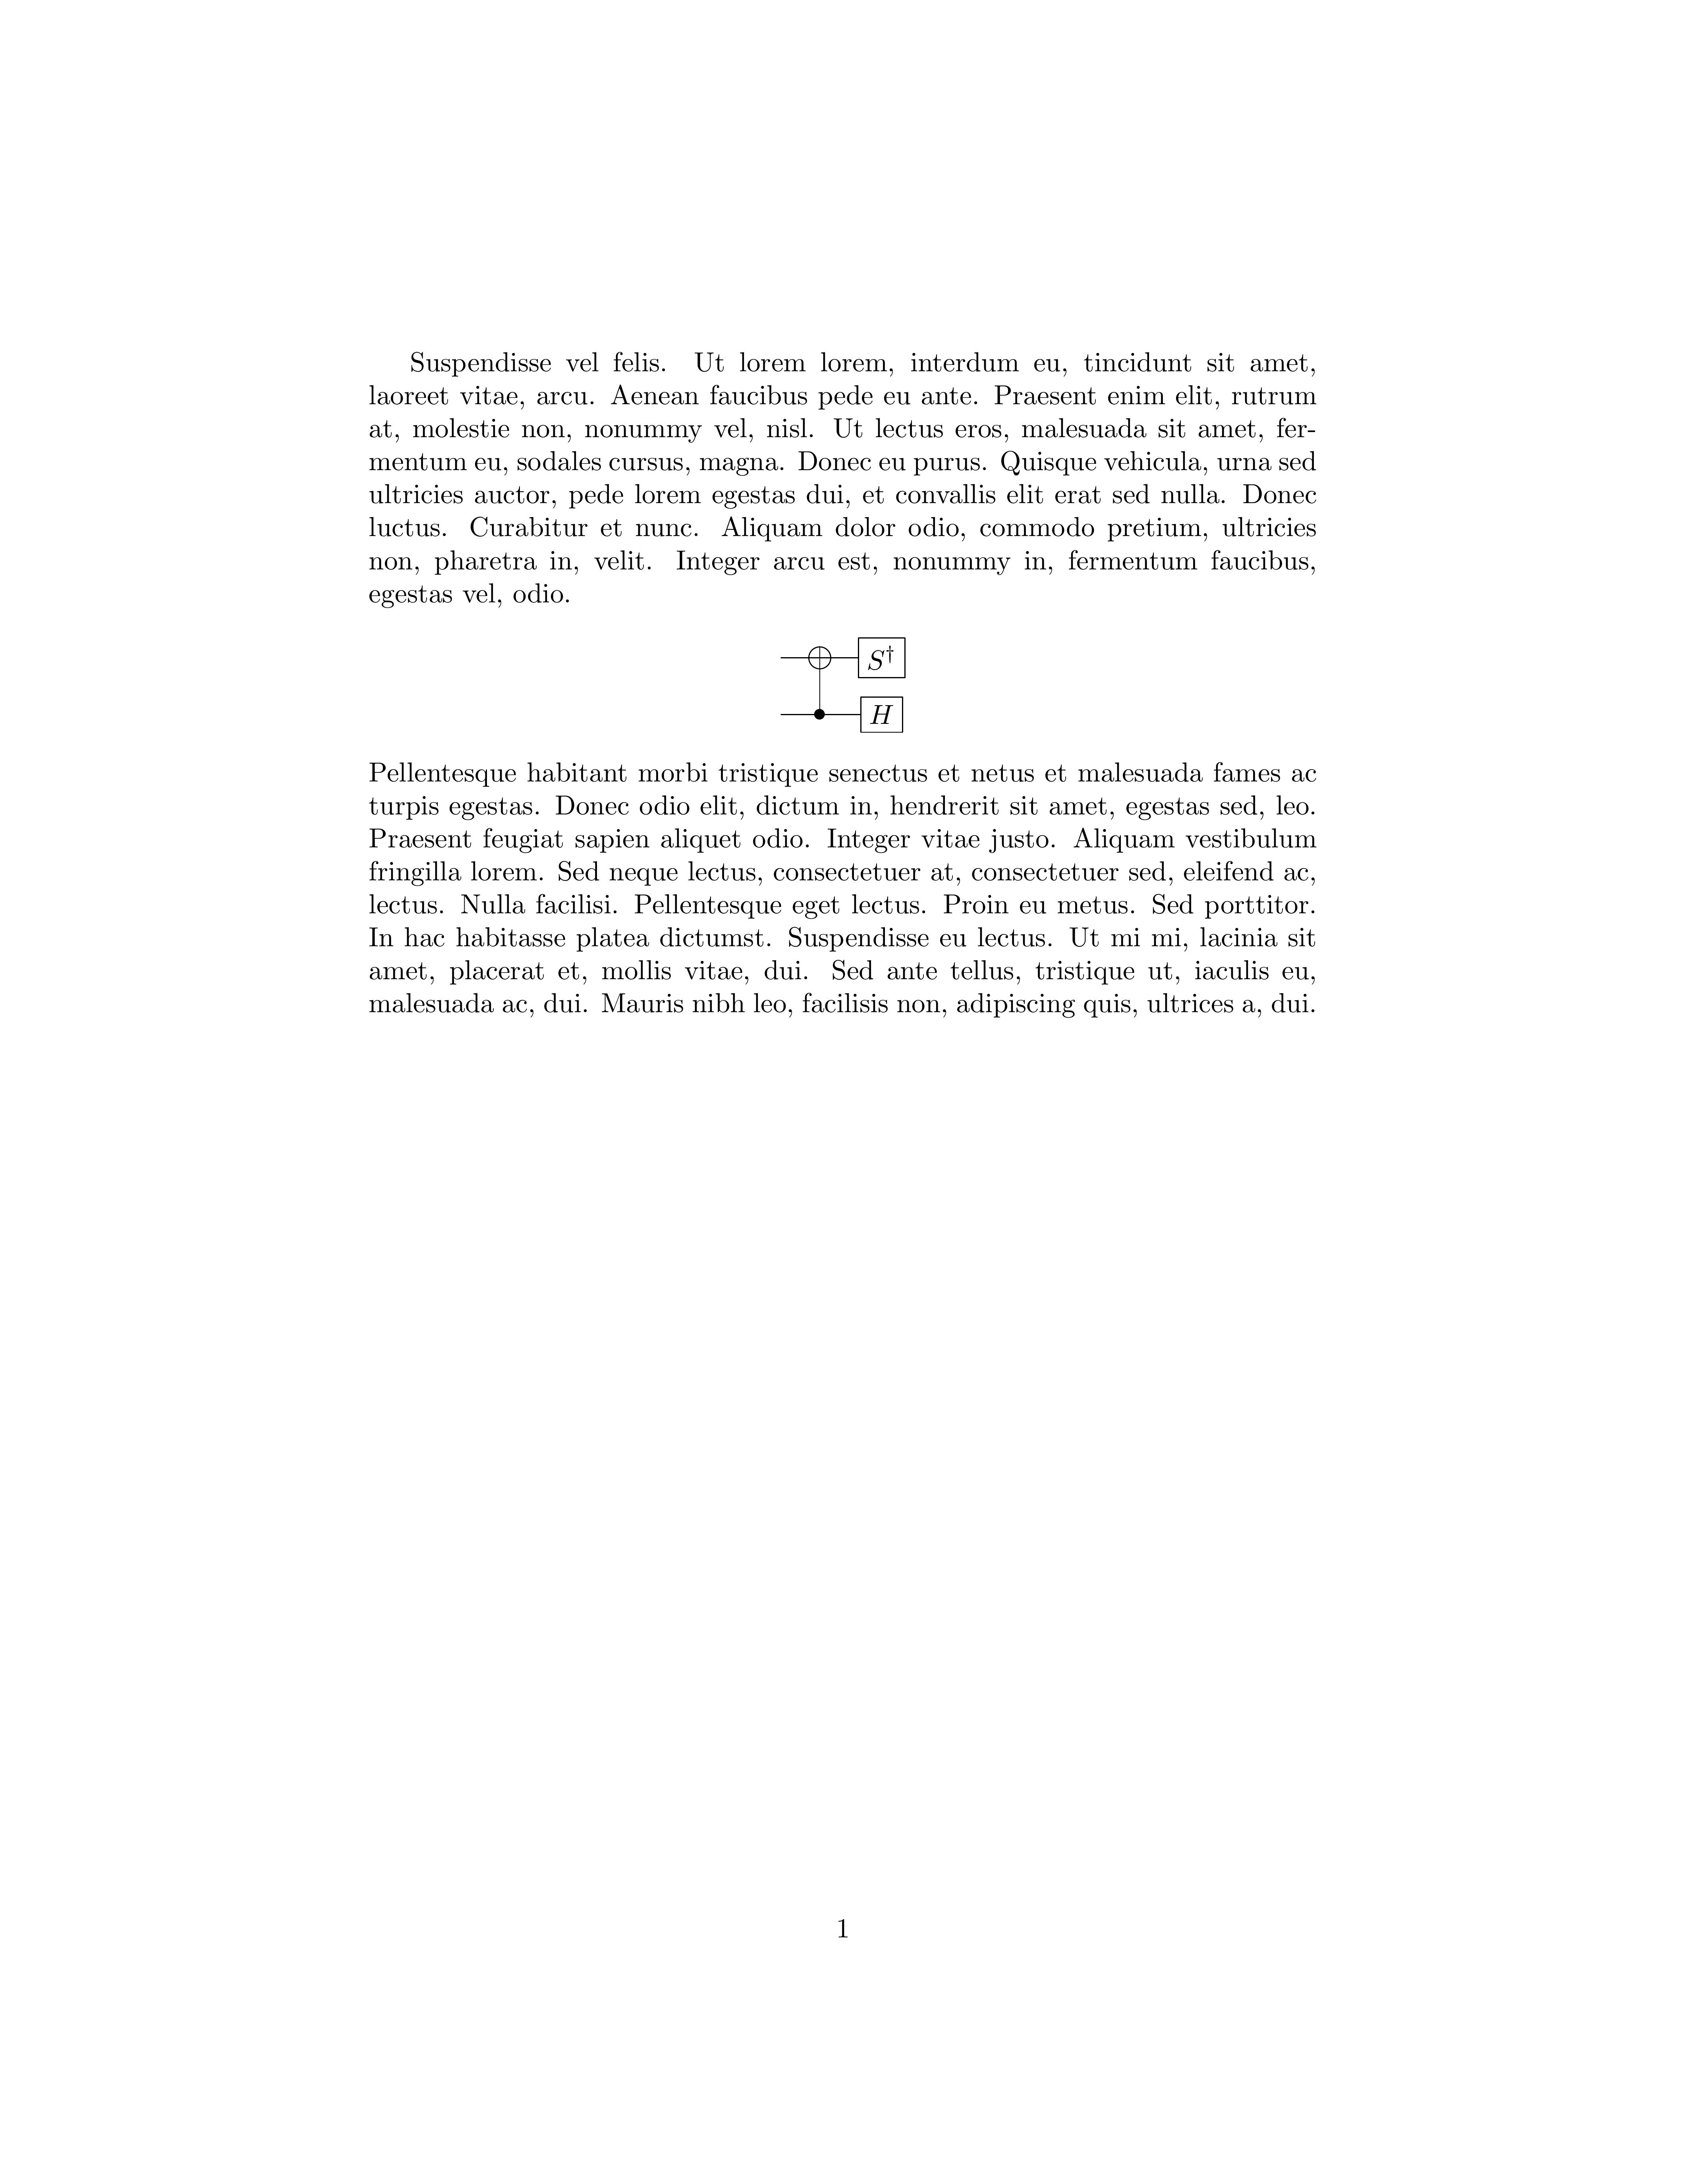 Suspendisse vel felis. Ut lorem lorem, interdum eu, tincidunt sit amet,
laoreet vitae, arcu. Aenean faucibus pede eu ante. Praesent enim elit, rutrum
at, molestie non, nonummy vel, nisl. Ut lectus eros, malesuada sit amet, fer-
mentum eu, sodales cursus, magna. Donec eu purus. Quisque vehicula, urna sed
ultricies auctor, pede lorem egestas dui, et convallis elit erat sed nulla. Donec
luctus. Curabitur et nunc. Aliquam dolor odio, commodo pretium, ultricies
non, pharetra in, velit. Integer arcu est, nonummy in, fermentum faucibus,
egestas vel, odio.
S†
H
Pellentesque habitant morbi tristique senectus et netus et malesuada fames ac
turpis egestas. Donec odio elit, dictum in, hendrerit sit amet, egestas sed, leo.
Praesent feugiat sapien aliquet odio. Integer vitae justo. Aliquam vestibulum
fringilla lorem. Sed neque lectus, consectetuer at, consectetuer sed, eleifend ac,
lectus. Nulla facilisi. Pellentesque eget lectus. Proin eu metus. Sed porttitor.
In hac habitasse platea dictumst. Suspendisse eu lectus. Ut mi mi, lacinia sit
amet, placerat et, mollis vitae, dui. Sed ante tellus, tristique ut, iaculis eu,
malesuada ac, dui. Mauris nibh leo, facilisis non, adipiscing quis, ultrices a, dui.
1